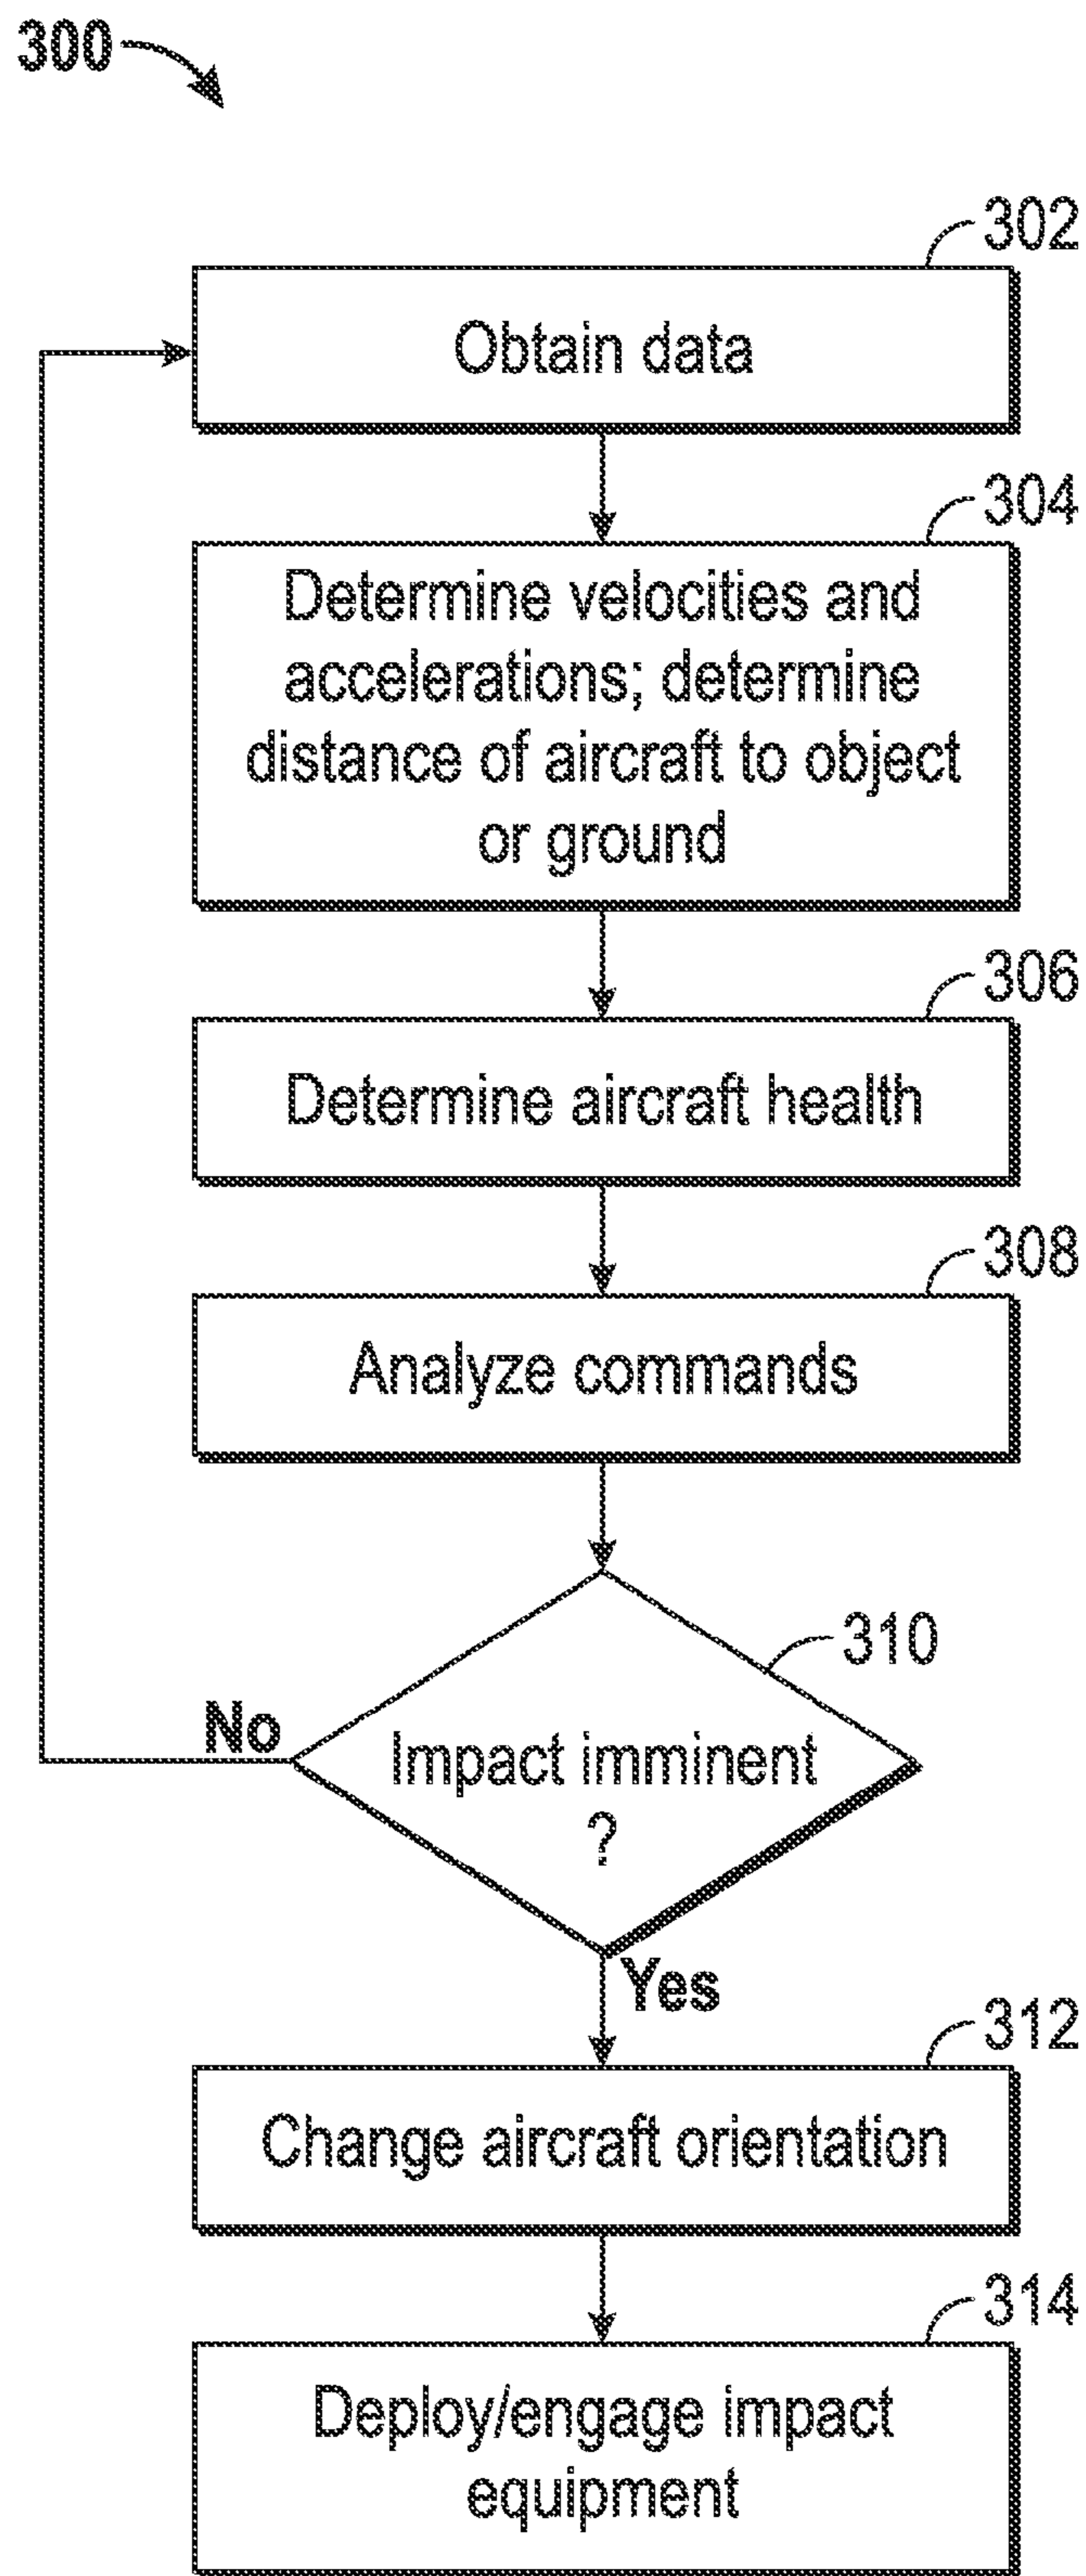 300
302
Obtain data
304
Determine velocities and
accelerations; determine
distance of aircraft to object
or ground
306
Determine aircraft health
308
Analyze commands
310
No
Impact imminent
?
Yes
312
Change aircraft orientation
314
Deploy/engage impact
equipment